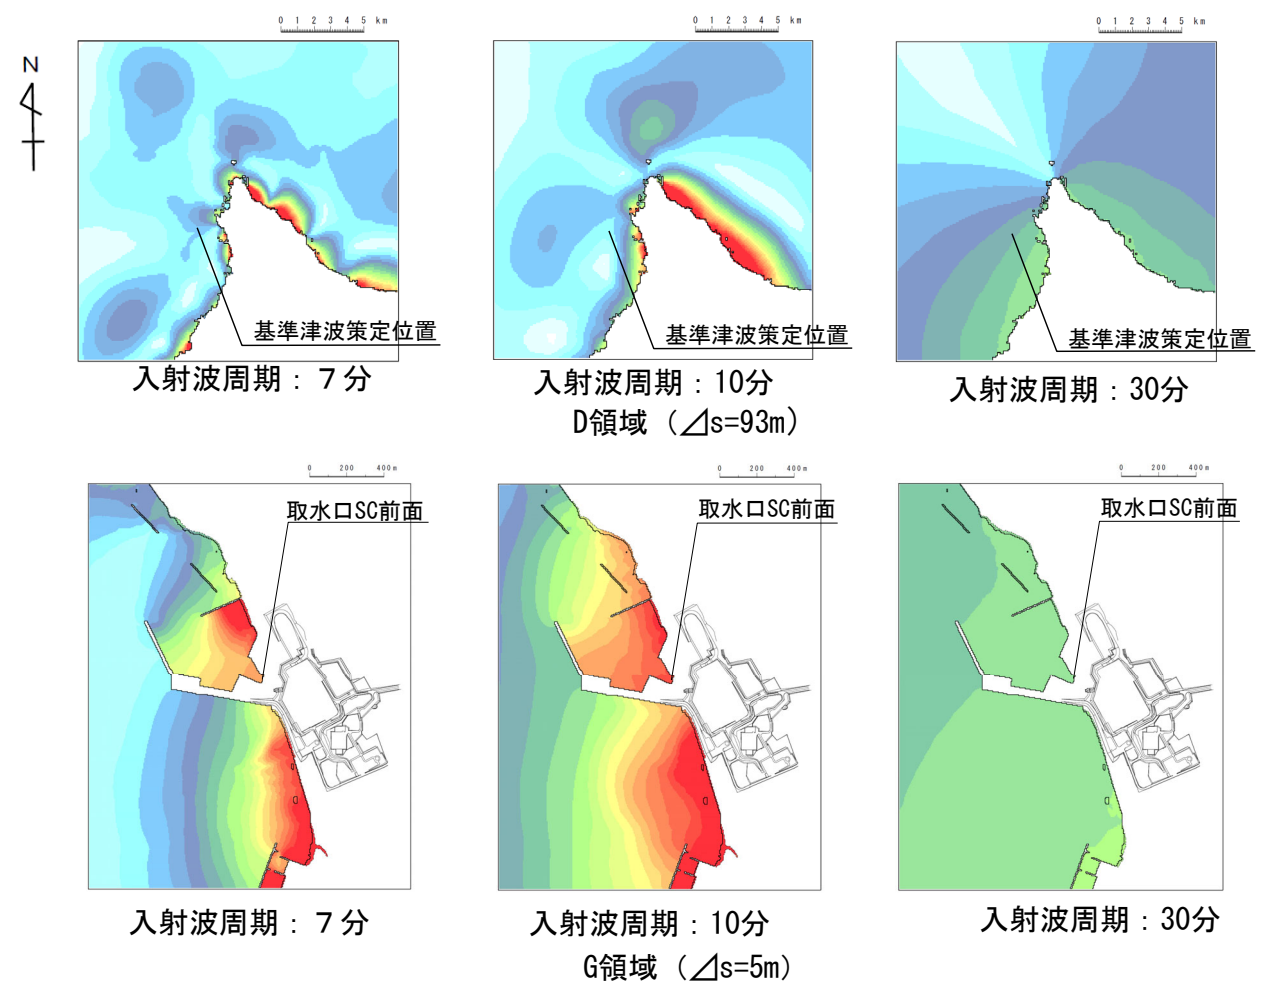 0 1 2 3 4 5 km
0 1 2 3 4 5 km
0 1 2 3 4 5 km
N
基準津波策定位置
基準津波策定位置
基準津波策定位置
入射波周期：７分
入射波周期：10分
入射波周期：30分
D領域（⊿s=93m）
0 200 400m
0 200 400m
0 200 400m
取水口SC前面
取水口SC前面
取水口SC前面
入射波周期：７分
入射波周期：10分
入射波周期：30分
G領域（⊿s=5m）